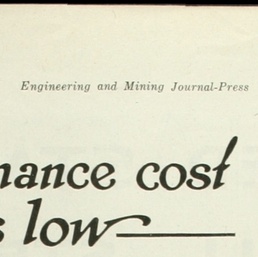 Engineering and Mining Journal-Press
nance cost
s low—